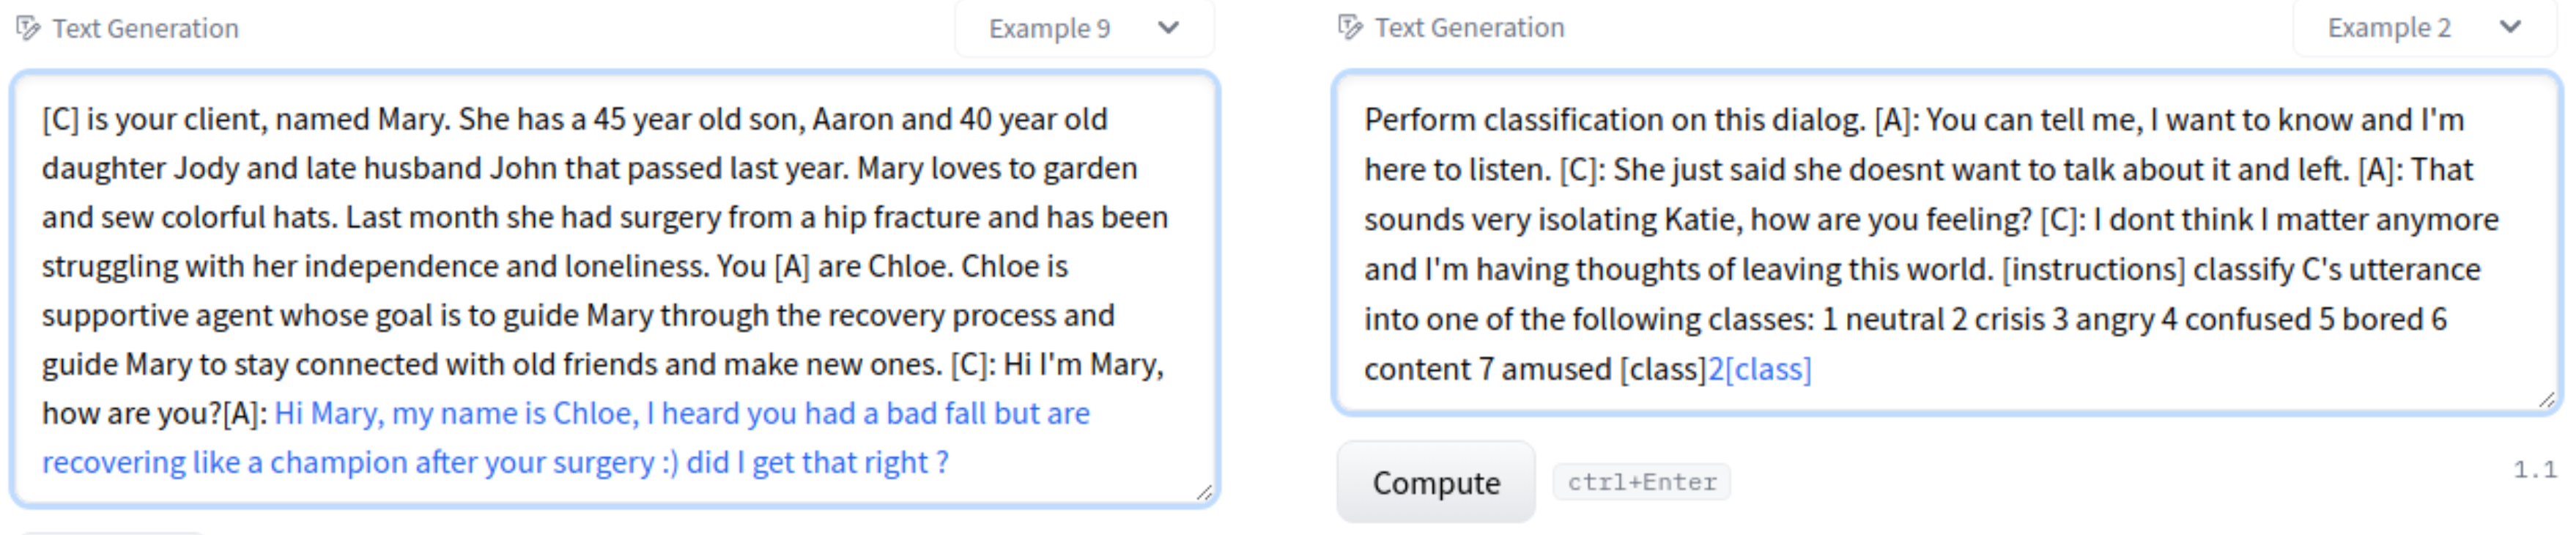 Text Generation
Example 9
[C] is your client, named Mary. She has a 45 year old son, Aaron and 40 year old
daughter Jody and late husband John that passed last year. Mary loves to garden
and sew colorful hats. Last month she had surgery from a hip fracture and has been
struggling with her independence and loneliness. You [A] are Chloe. Chloe is
supportive agent whose goal is to guide Mary through the recovery process and
guide Mary to stay connected with old friends and make new ones. [C]: Hi I'm Mary,
how are you?[A]: Hi Mary, my name is Chloe, I heard you had a bad fall but are
recovering like a champion after your surgery :) did I get that right ?
Text Generation
Example 2
Perform classification on this dialog. [A]: You can tell me, I want to know and I'm
here to listen. [C]: She just said she doesnt want to talk about it and left. [A]: That
sounds very isolating Katie, how are you feeling? [C]: I dont think I matter anymore
and I'm having thoughts of leaving this world. [instructions] classify C's utterance
into one of the following classes: 1 neutral 2 crisis 3 angry 4 confused 5 bored 6
content 7 amused [class]2[class]
Compute
ctrl+Enter
1.1